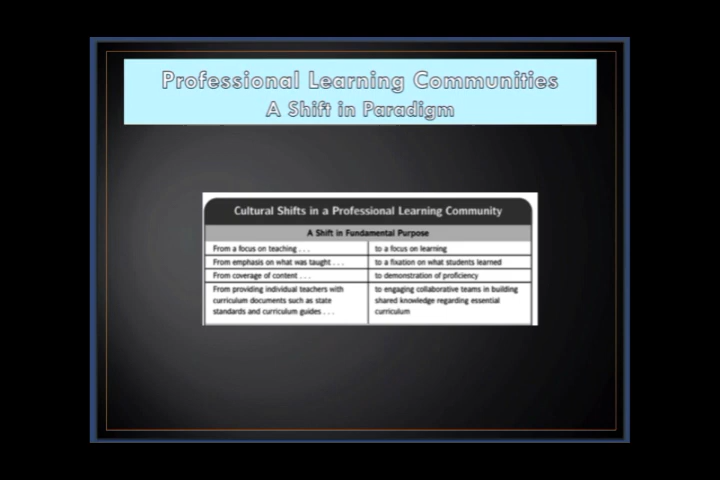 Professional Learning Communities
A Shift in Paradigm
Cultural Shifts in a Professional Learning Community
A Shift in Fundamental Purpose
From a focus on teaching . . .
to a focus on learning
From emphasis on what was taught . . .
to a fixation on what students learned
From coverage of content . . .
to demonstration of proficiency
From providing individual teachers with
curriculum documents such as state
standards and curriculum guides . . .
to engaging collaborative teams in building
shared knowledge regarding essential
curriculum